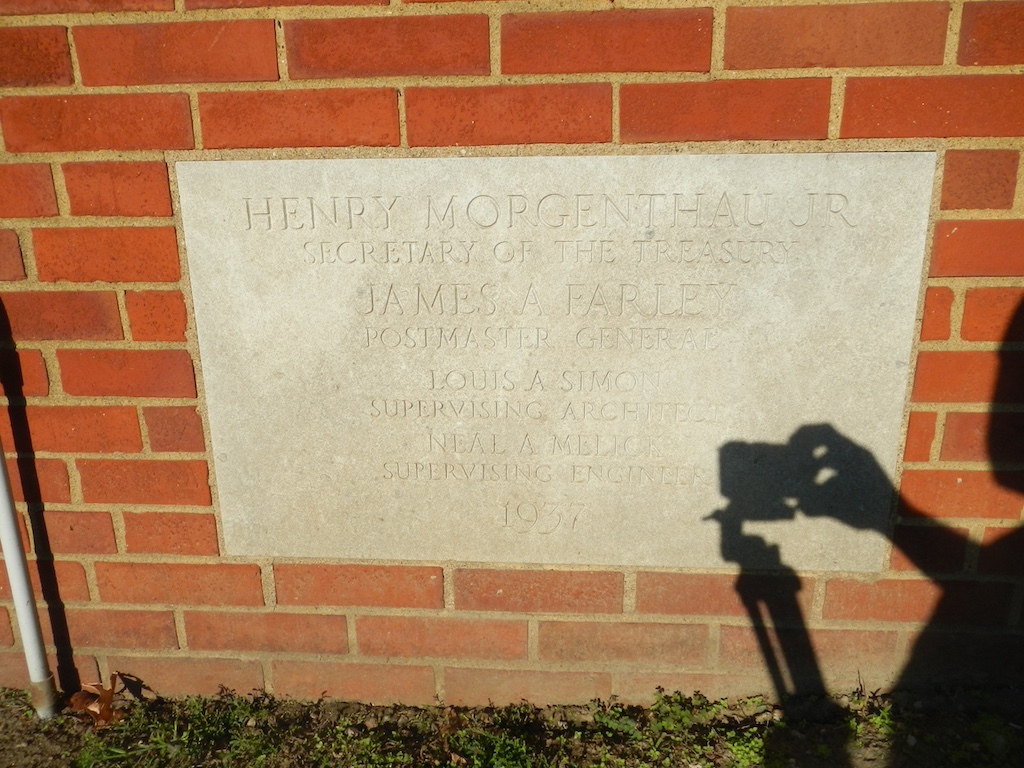 HENRY MORGENTHAU JR
SECRETARY OF THE TREASURY
JAMES A FARLEY
POSTMASTER GENERAL
LOUIS A SIMON
SUPERVISING ARCHITECT
NEAL A MELICK
SUPERVISING ENGINEER
1937